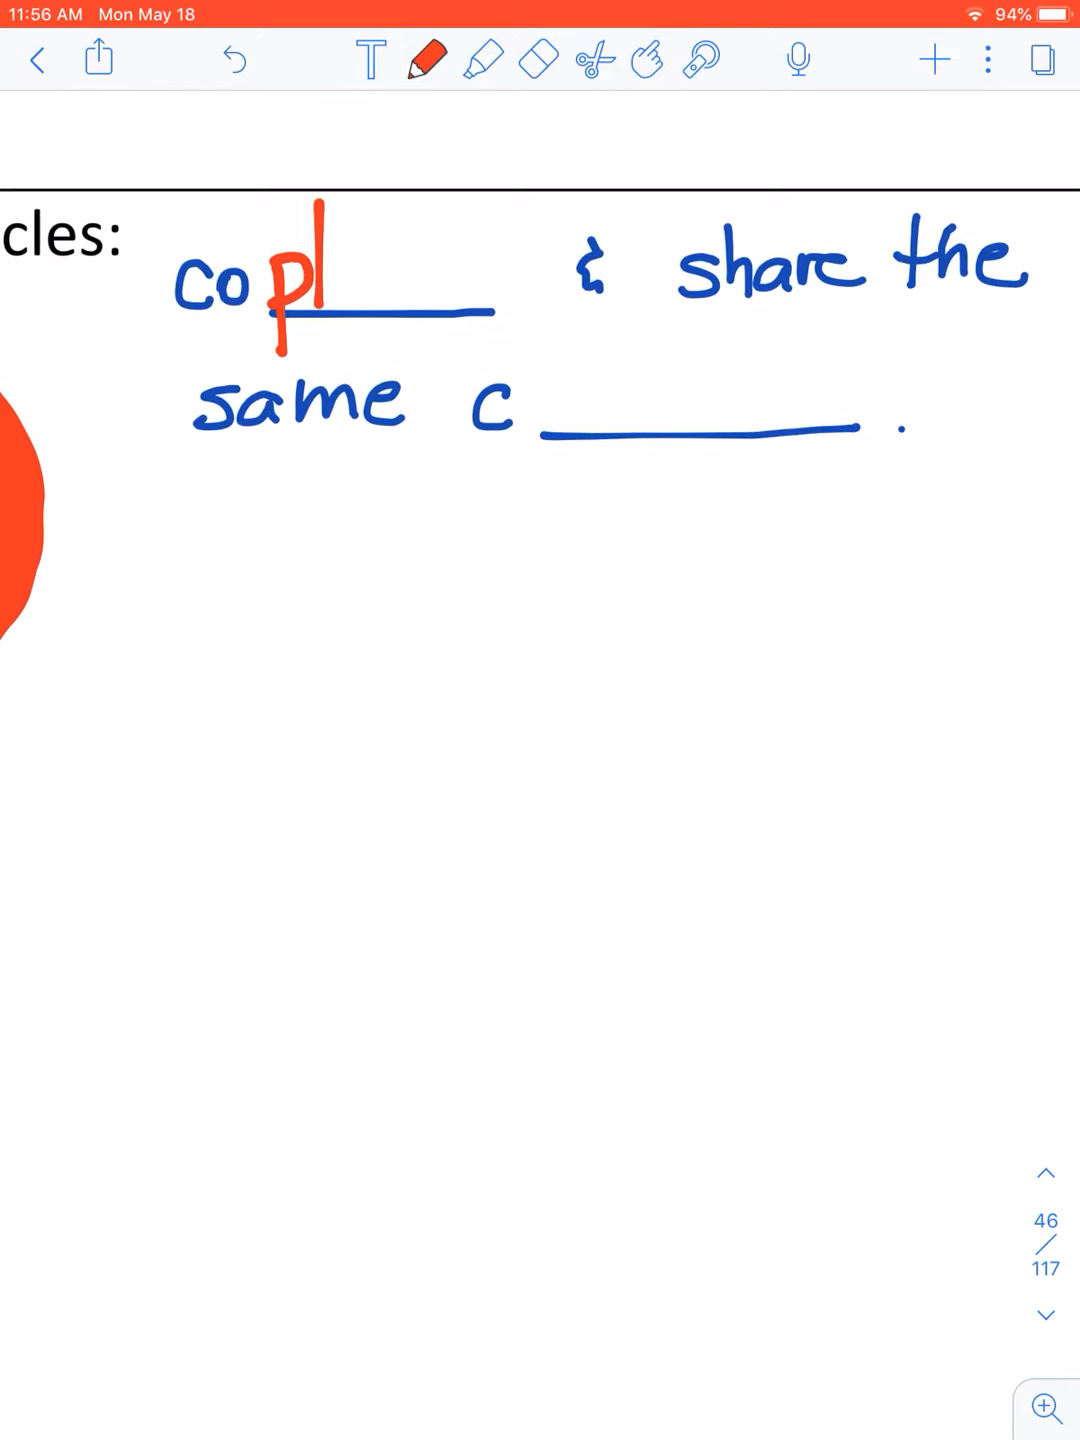 11:56 AM Mon May 18 94%
T
cles: copl & share the
same c .
46
/
117